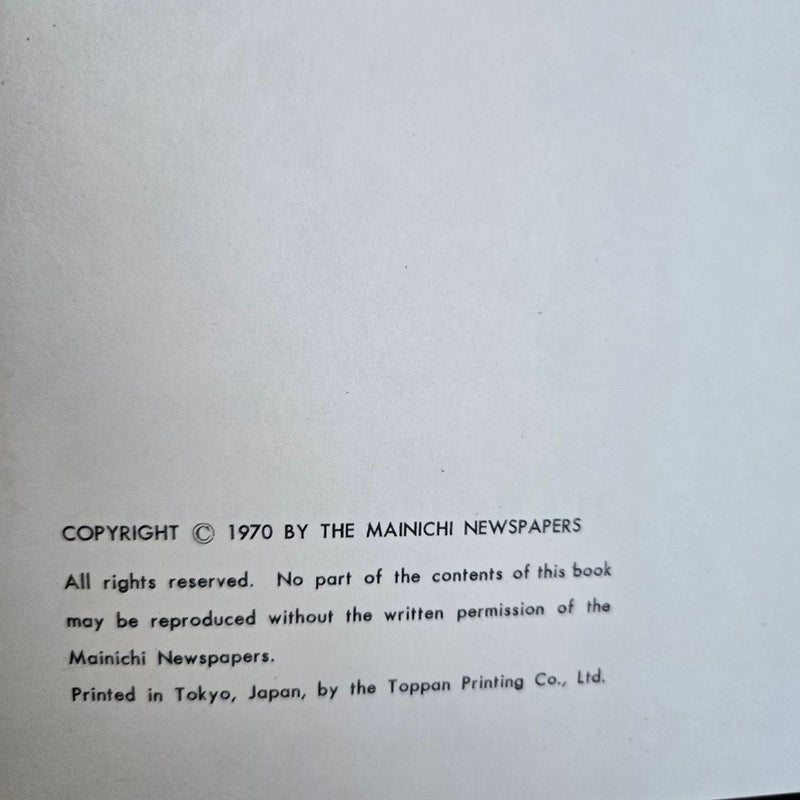 COPYRIGHT © 1970 BY THE MAINICHI NEWSPAPERS
All rights reserved. No part of the contents of this book
may be reproduced without the written permission of the
Mainichi Newspapers.
Printed in Tokyo, Japan, by the Toppan Printing Co., Ltd.